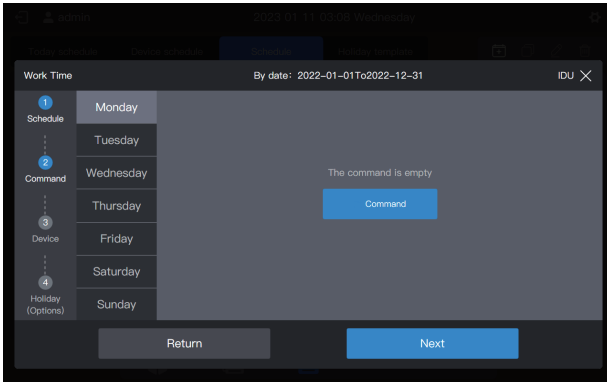 admin
2023 01 11 03:08 Wednesday
Today schedule Device schedule Schedule Holiday template
Work Time
By date: 2022-01-01To2022-12-31
IDU
1
Schedule
2
Command
3
Device
4
Holiday
(Options)
Monday
Tuesday
Wednesday
Thursday
Friday
Saturday
Sunday
The command is empty
Command
Return
Next